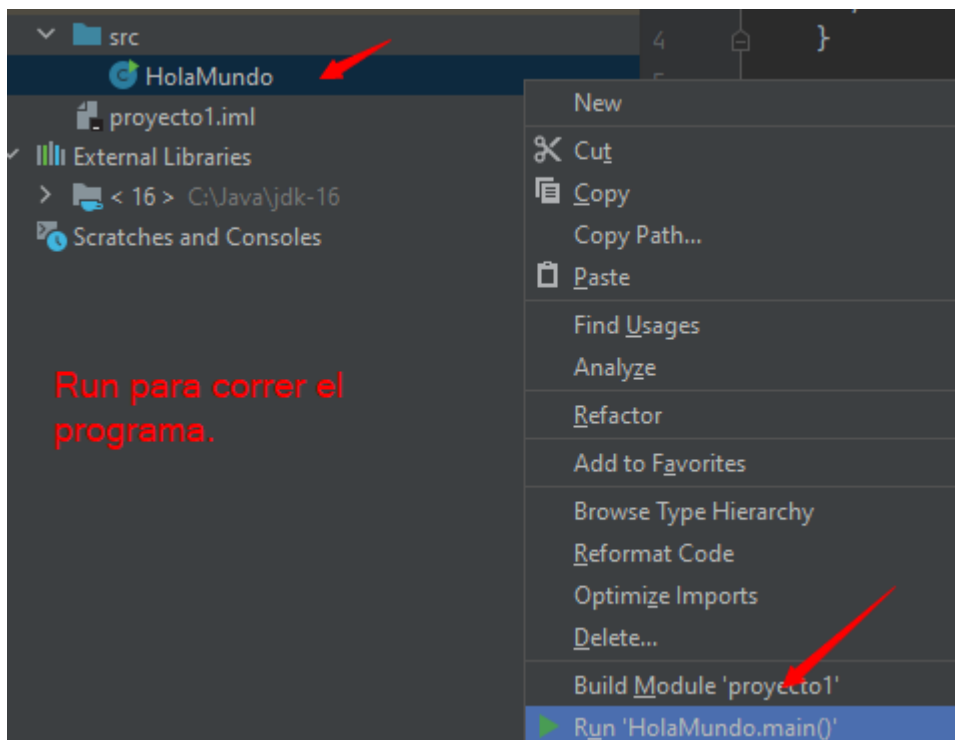 src
4 }
HolaMundo
New
proyecto1.iml
Cut
External Libraries
Copy
< 16 > C:\Java\jdk-16
Copy Path...
Scratches and Consoles
Paste
Find Usages
Analyze
Run para correr el
programa.
Refactor
Add to Favorites
Browse Type Hierarchy
Reformat Code
Optimize Imports
Delete...
Build Module 'proyecto1'
Run 'HolaMundo.main()'